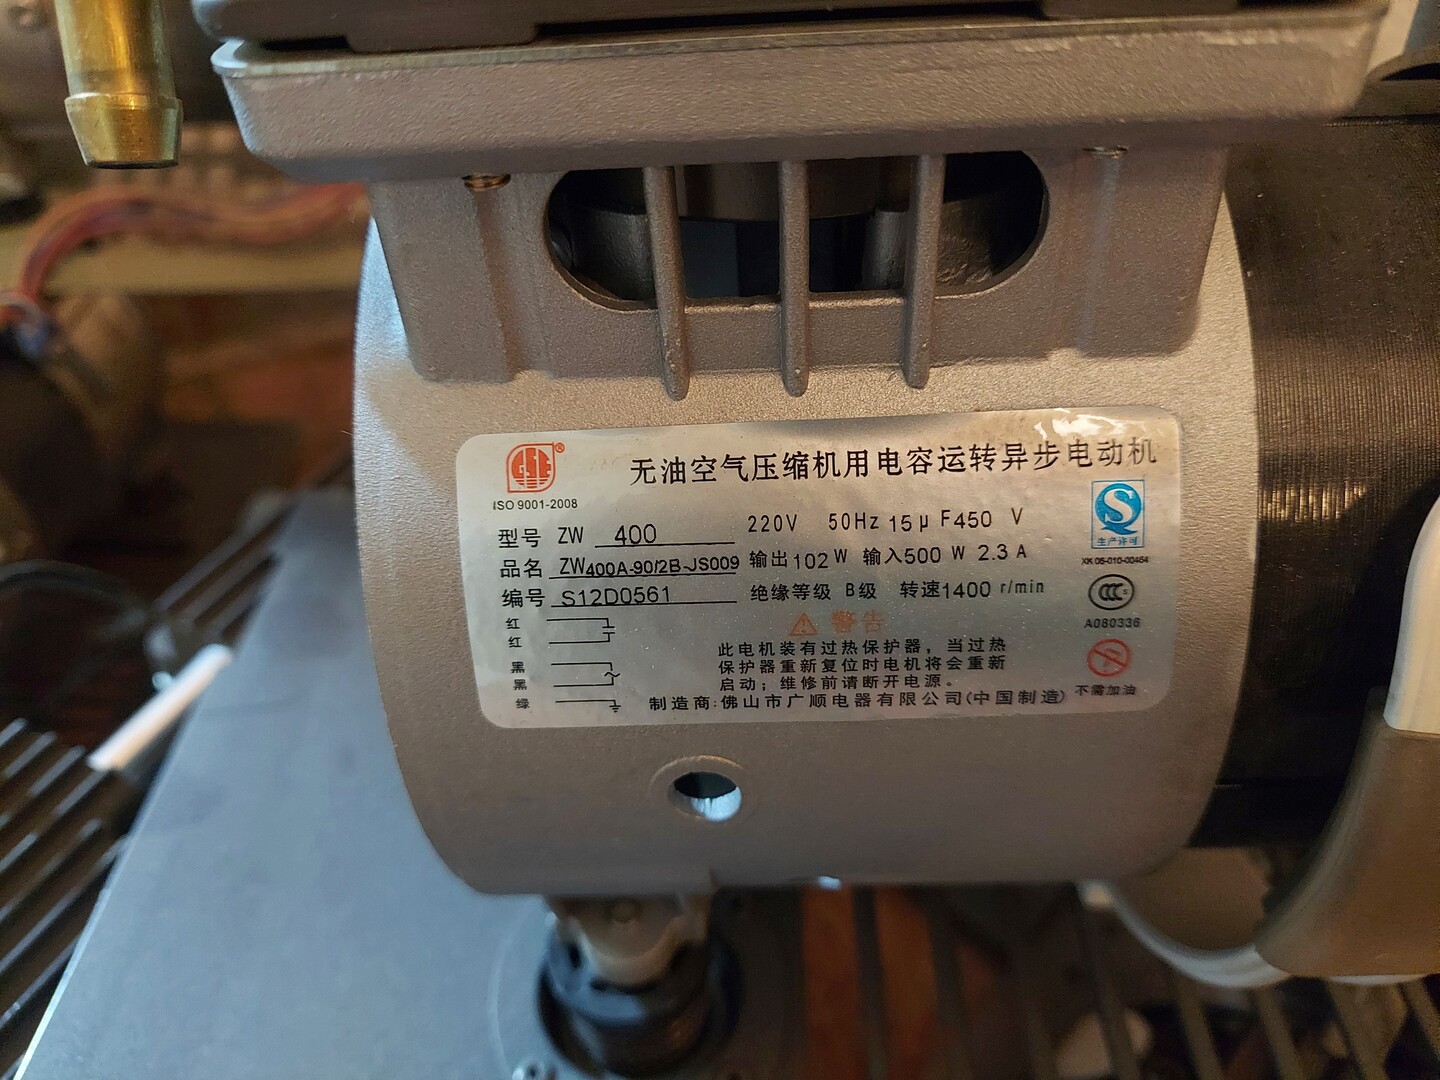 GSE®
ISO 9001-2008
无油空气压缩机用电容运转异步电动机
型号 ZW 400 220V 50Hz 15μF450 V
品名 ZW400A-90/2B-JS009 输出102W 输入500 W 2.3 A
编号 S12D0561 绝缘等级 B级 转速1400 r/min
生产许可
XK 06-010-00464
CCC
A080336
红
红
黑
黑
绿
警告
此电机装有过热保护器，当过热
保护器重新复位时电机将会重新
启动；维修前请断开电源。
不需加油
制造商:佛山市广顺电器有限公司(中国制造)